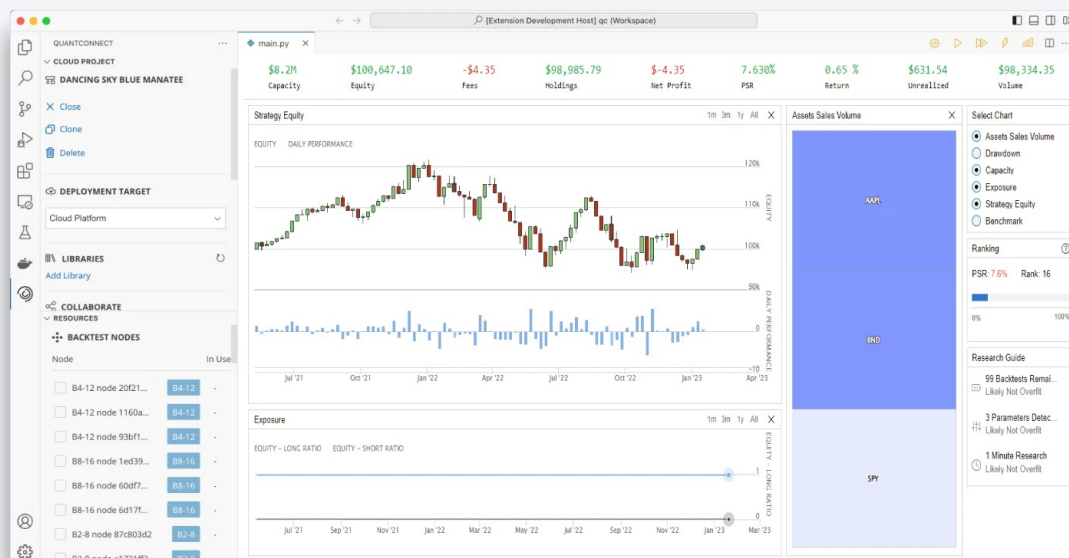 [Extension Development Host] qc (Workspace)
QUANTCONNECT
CLOUD PROJECT
DANCING SKY BLUE MANATEE
Close
Clone
Delete
DEPLOYMENT TARGET
Cloud Platform
LIBRARIES
Add Library
COLLABORATE
RESOURCES
BACKTEST NODES
Node In Use
B4-12 node 20f21... B4-12 -
B4-12 node 1160a... B4-12 -
B4-12 node 93bf1... B4-12 -
B8-16 node 1ed39... B8-16 -
B8-16 node 60df7... B8-16 -
B8-16 node 6d17f... B8-16 -
B2-8 node 87c803d2 B2-8 -
main.py
$8.2M $100,647.10 -$4.35 $98,985.79 $-4.35 7.630% 0.65 % $631.54 $98,334.35
Capacity Equity Fees Holdings Net Profit PSR Return Unrealized Volume
Strategy Equity 1m 3m 1y All X
EQUITY DAILY PERFORMANCE
120k
110k
100k
90k
EQUITY
0
-10
DAILY PERFORMANCE
Jul '21 Oct '21 Jan '22 Apr '22 Jul '22 Oct '22 Jan '23 Apr '23
Exposure 1m 3m 1y All X
EQUITY - LONG RATIO EQUITY - SHORT RATIO
1
0
EQUITY - LONG RATIO
Jul '21 Sep '21 Nov '21 Jan '22 Mar '22 May '22 Jul '22 Sep '22 Nov '22 Jan '23 Mar '23
Assets Sales Volume X
AAPL
BND
SPY
Select Chart
Assets Sales Volume
Drawdown
Capacity
Exposure
Strategy Equity
Benchmark
Ranking
PSR: 7.6% Rank: 16
0% 100%
Research Guide
99 Backtests Remai...
Likely Not Overfit
3 Parameters Detec...
Likely Not Overfit
1 Minute Research
Likely Not Overfit